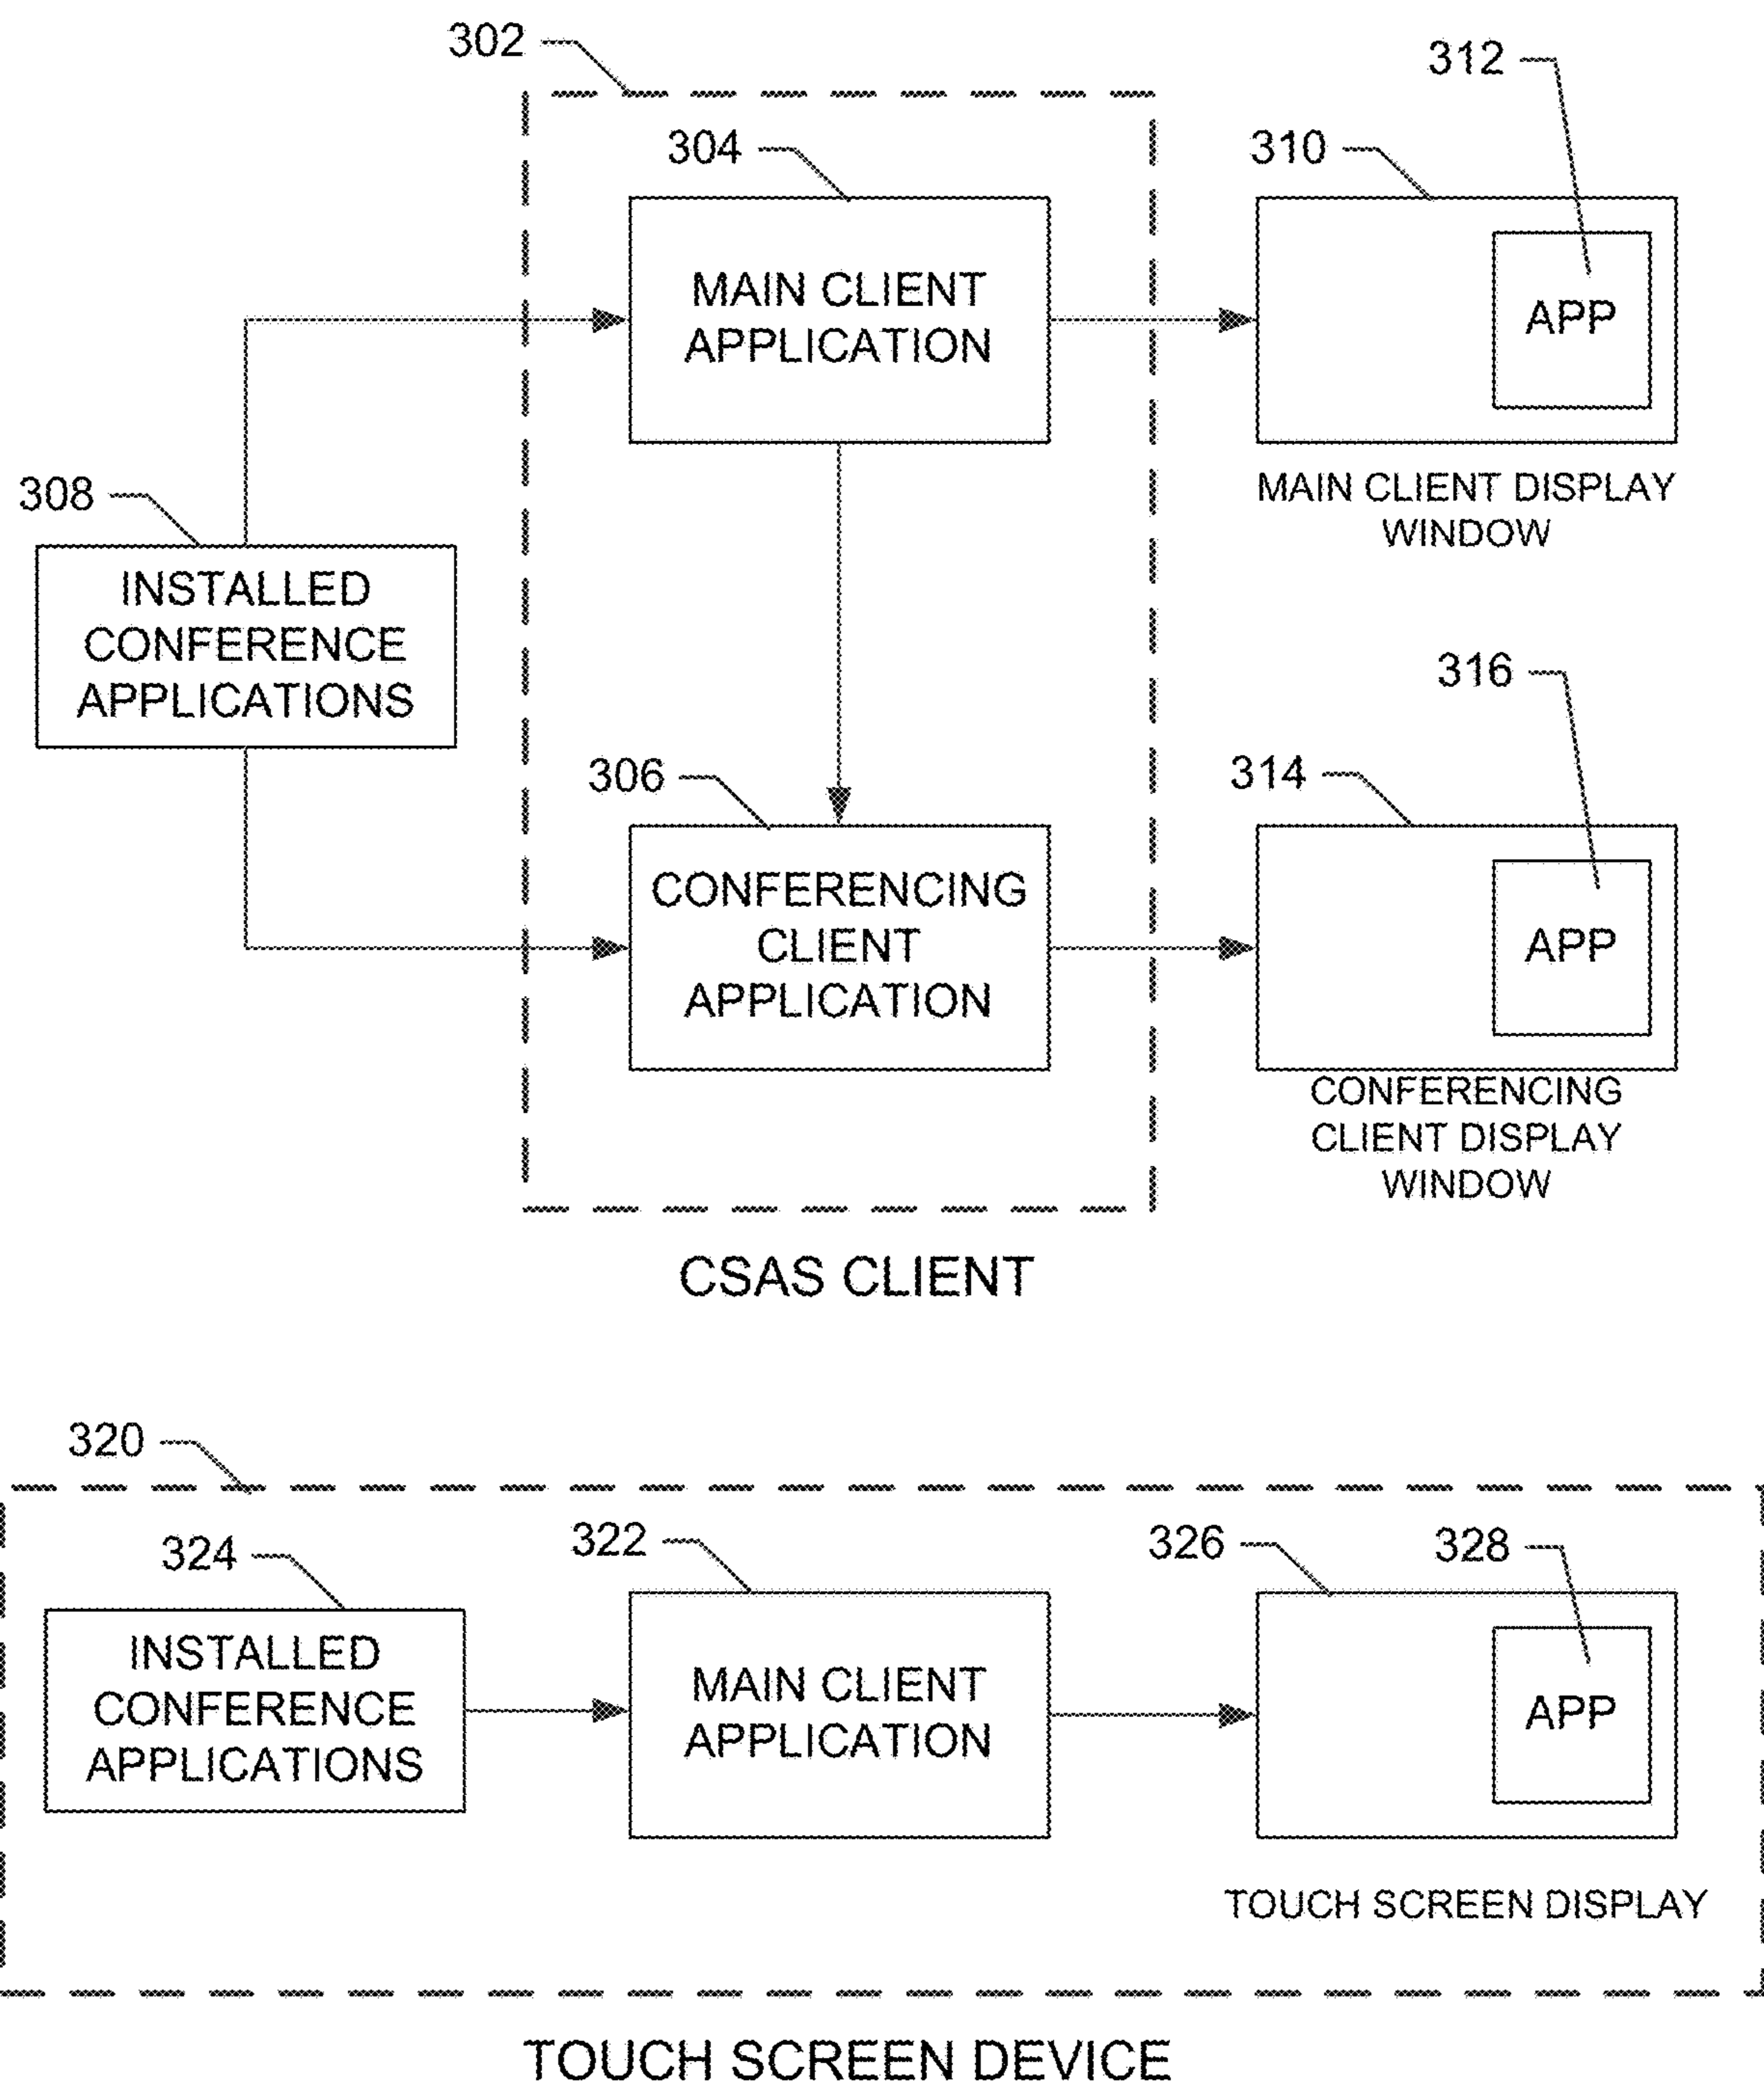 302
312
304
310
MAIN CLIENT
APPLICATION
APP
308
MAIN CLIENT DISPLAY
WINDOW
INSTALLED
CONFERENCE
APPLICATIONS
316
306
314
CONFERENCING
CLIENT
APPLICATION
APP
CONFERENCING
CLIENT DISPLAY
WINDOW
CSAS CLIENT
320
324
322
326
328
INSTALLED
CONFERENCE
APPLICATIONS
MAIN CLIENT
APPLICATION
APP
TOUCH SCREEN DISPLAY
TOUCH SCREEN DEVICE